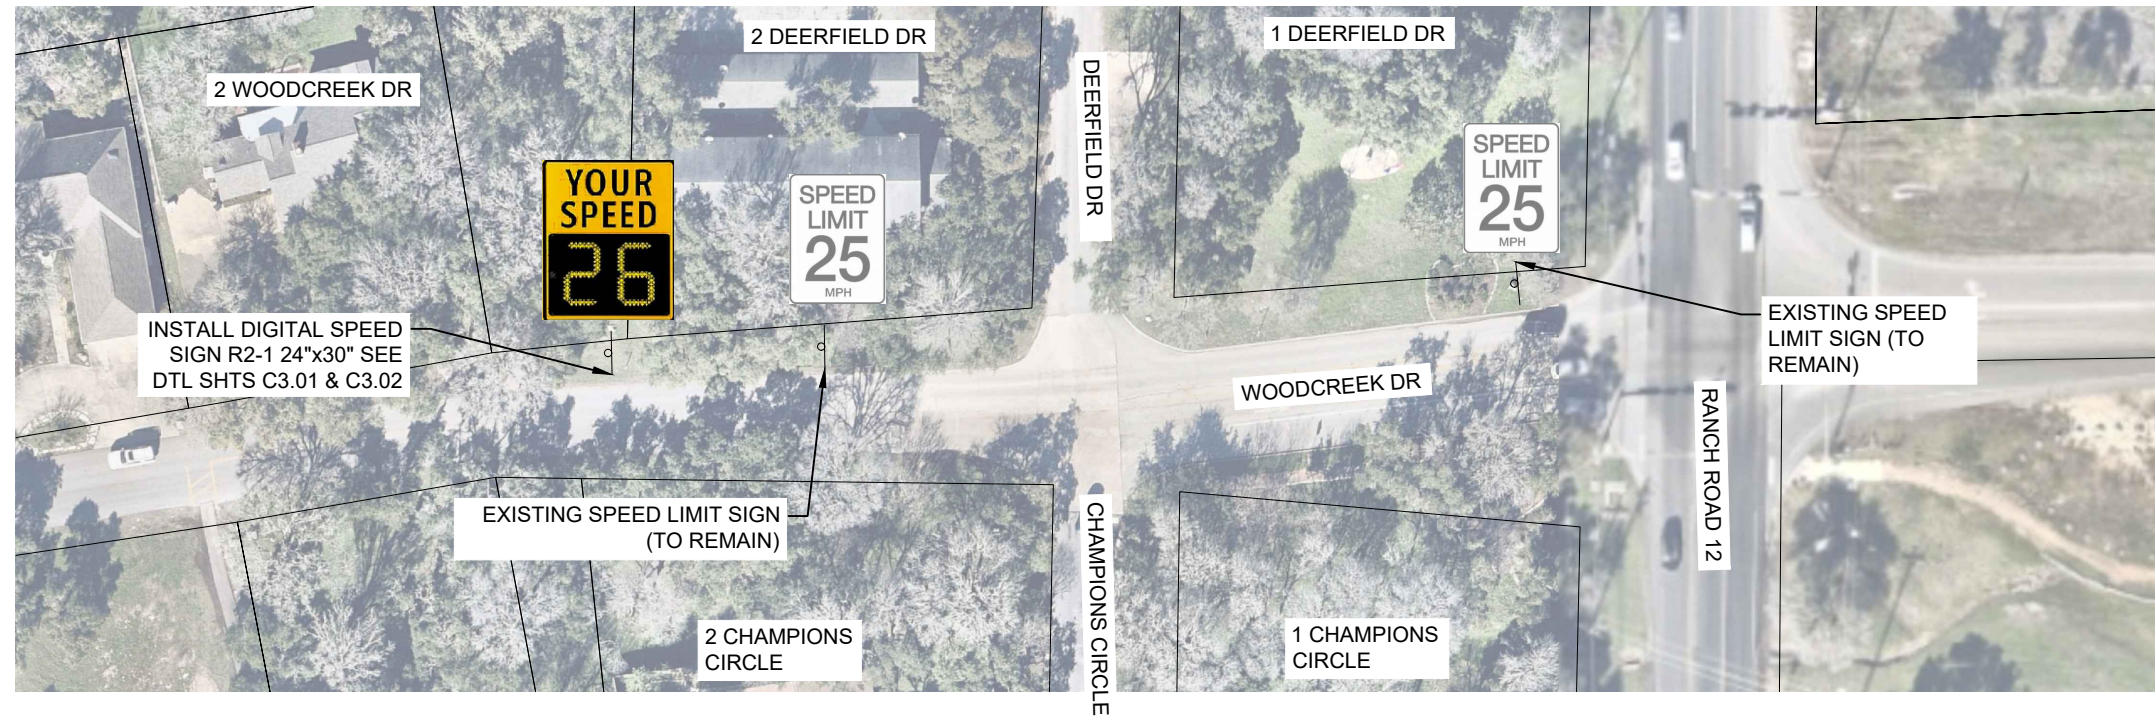 2 DEERFIELD DR
1 DEERFIELD DR
2 WOODCREEK DR
DEERFIELD DR
YOUR
SPEED
26
SPEED
LIMIT
25
MPH
SPEED
LIMIT
25
MPH
INSTALL DIGITAL SPEED
SIGN R2-1 24"x30" SEE
DTL SHTS C3.01 & C3.02
EXISTING SPEED
LIMIT SIGN (TO
REMAIN)
WOODCREEK DR
RANCH ROAD 12
EXISTING SPEED LIMIT SIGN
(TO REMAIN)
CHAMPIONS CIRCLE
2 CHAMPIONS
CIRCLE
1 CHAMPIONS
CIRCLE